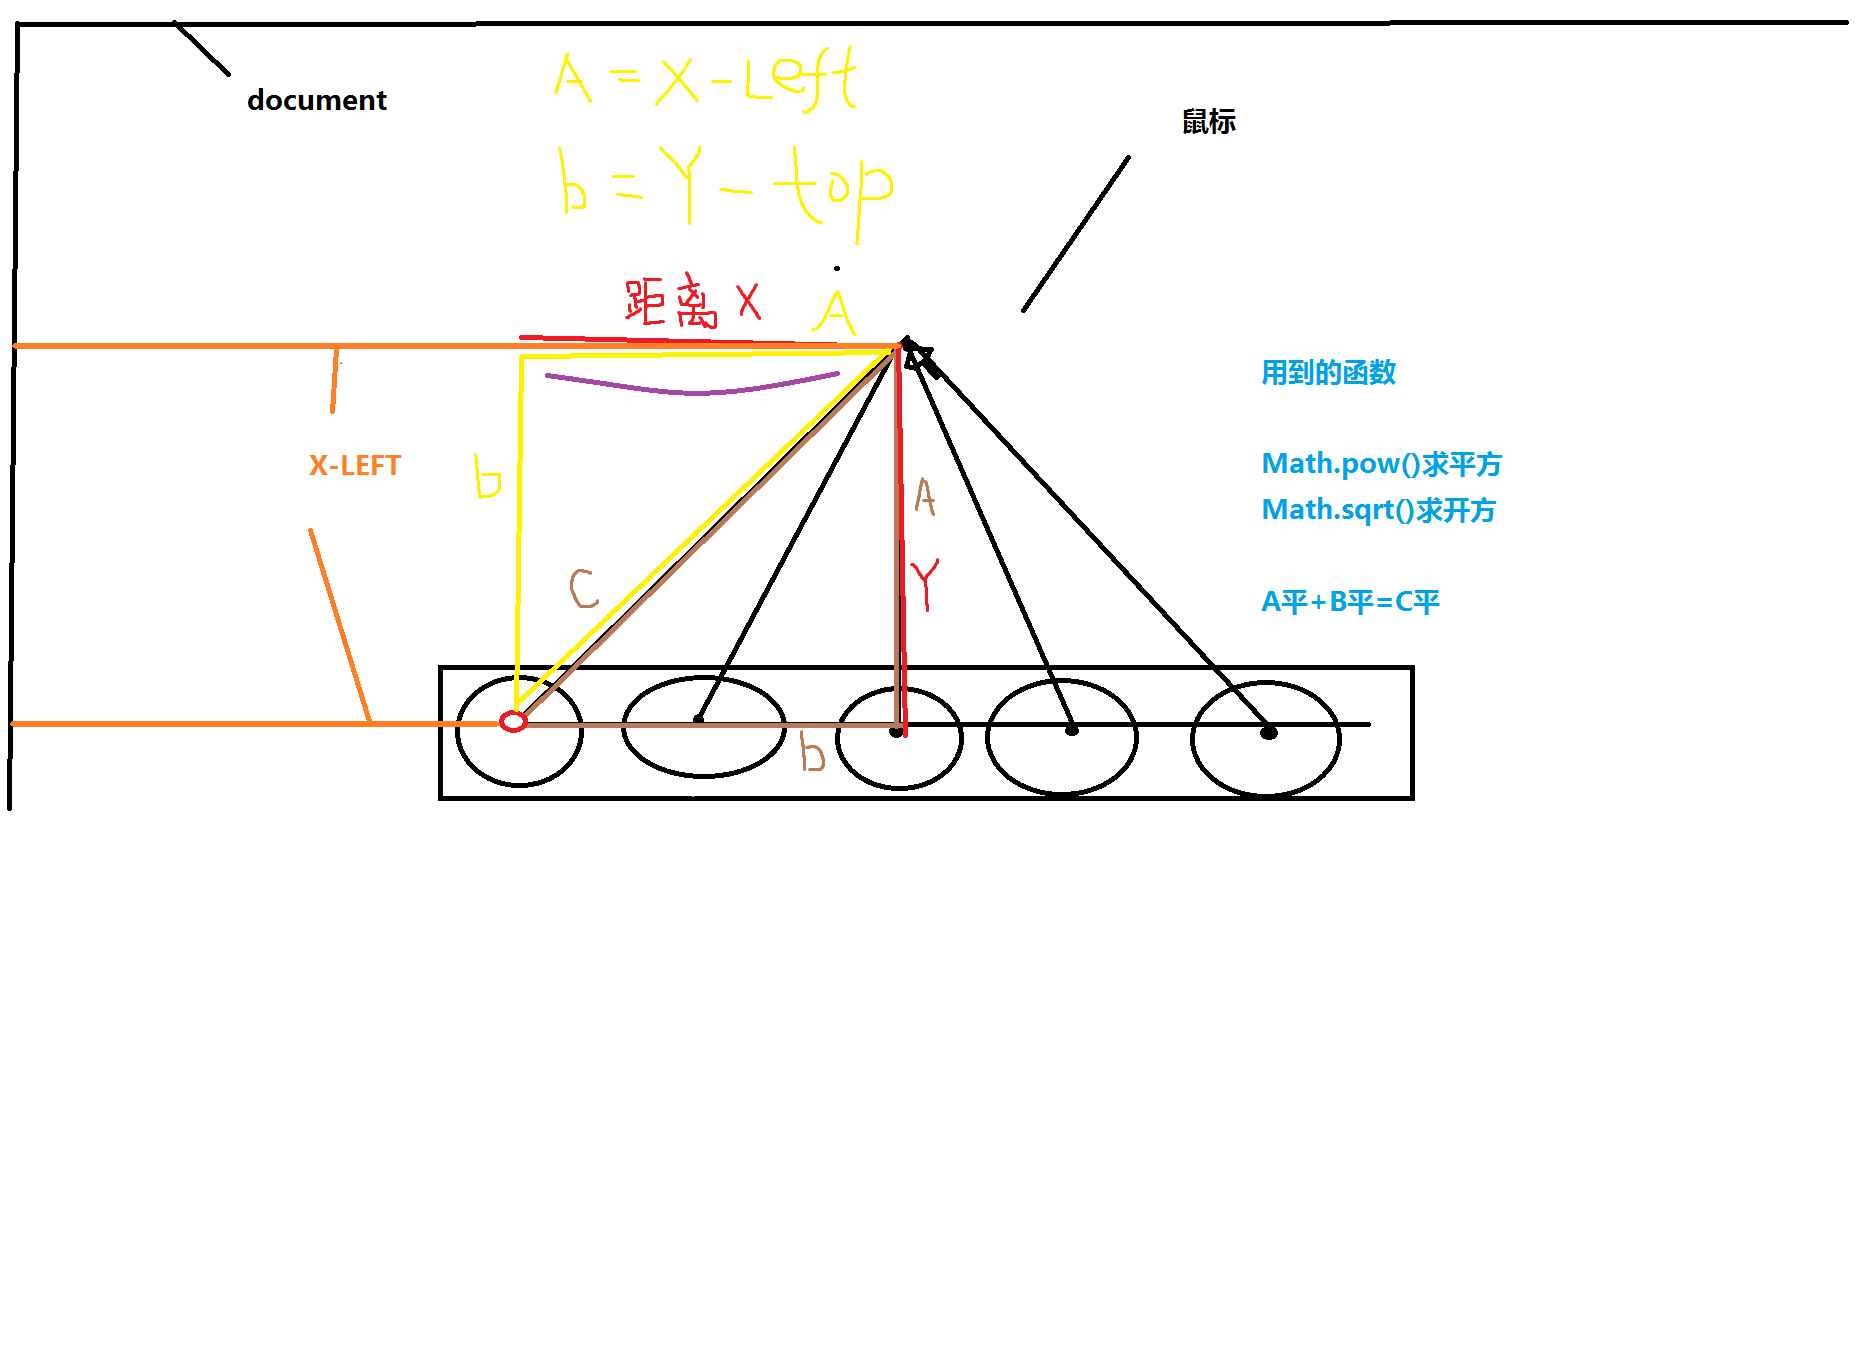 document
A = X - Left
b = Y - top
鼠标
距离 X
A
用到的函数
X-LEFT
b
Math.pow()求平方
A
Math.sqrt()求开方
C
Y
A平+B平=C平
b